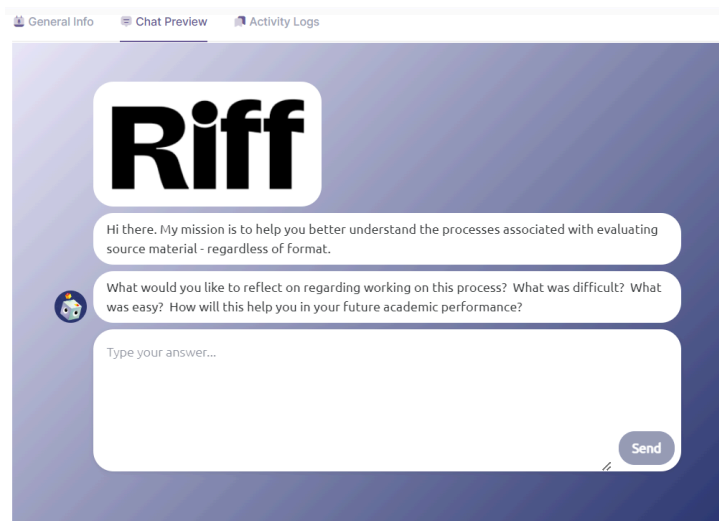 General Info
Chat Preview
Activity Logs
Riff
Hi there. My mission is to help you better understand the processes associated with evaluating
source material - regardless of format.
What would you like to reflect on regarding working on this process? What was difficult? What
was easy? How will this help you in your future academic performance?
Type your answer...
Send